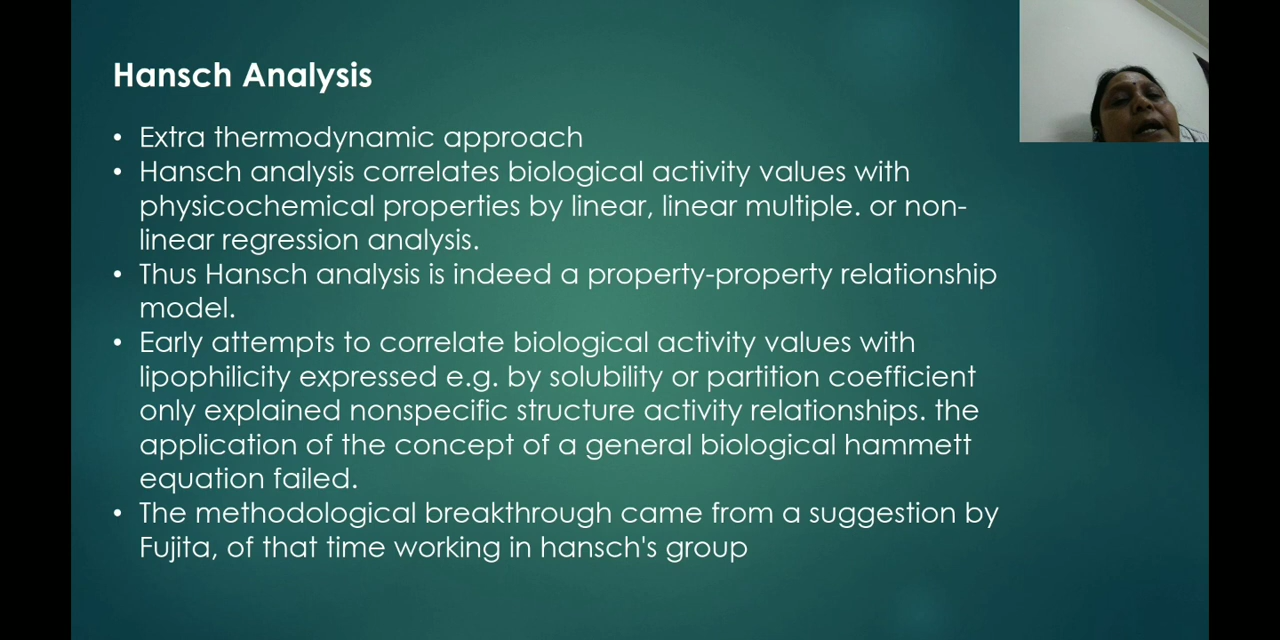 Hansch Analysis
• Extra thermodynamic approach
• Hansch analysis correlates biological activity values with
physicochemical properties by linear, linear multiple. or non-
linear regression analysis.
• Thus Hansch analysis is indeed a property-property relationship
model.
• Early attempts to correlate biological activity values with
lipophilicity expressed e.g. by solubility or partition coefficient
only explained nonspecific structure activity relationships. the
application of the concept of a general biological hammett
equation failed.
• The methodological breakthrough came from a suggestion by
Fujita, of that time working in hansch's group